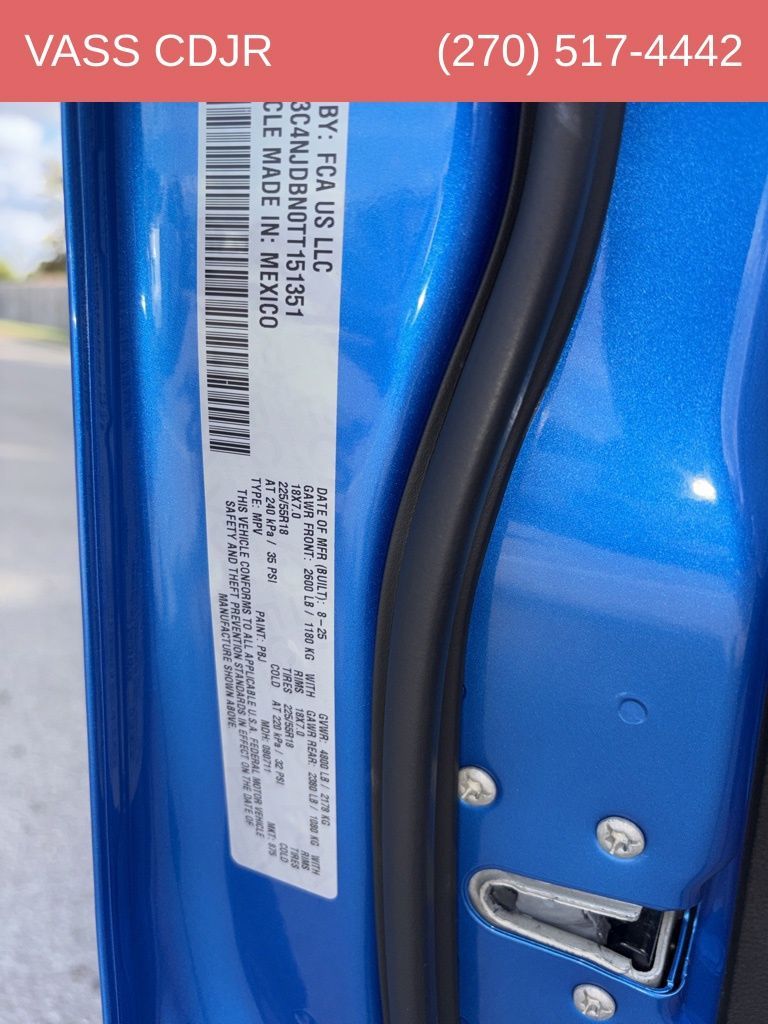 VASS CDJR
(270) 517-4442
BY: FCA US LLC
3C4NJDBN0TT151351
CLE MADE IN: MEXICO
DATE OF MFR (BUILT): 8-25 GVWR: 4800 LB / 2178 KG
GAWR FRONT: 2600 LB / 1180 KG WITH GAWR REAR: 2380 LB / 1080 KG WITH
18X7.0 RIMS 18X7.0 RIMS
225/55R18 TIRES 225/55R18 TIRES
AT 240 kPa / 35 PSI COLD AT 220 kPa / 32 PSI COLD
TYPE: MPV PAINT: PBJ MDH: 080711 MKT: 875
THIS VEHICLE CONFORMS TO ALL APPLICABLE U.S.A. FEDERAL MOTOR VEHICLE
SAFETY AND THEFT PREVENTION STANDARDS IN EFFECT ON THE DATE OF
MANUFACTURE SHOWN ABOVE.